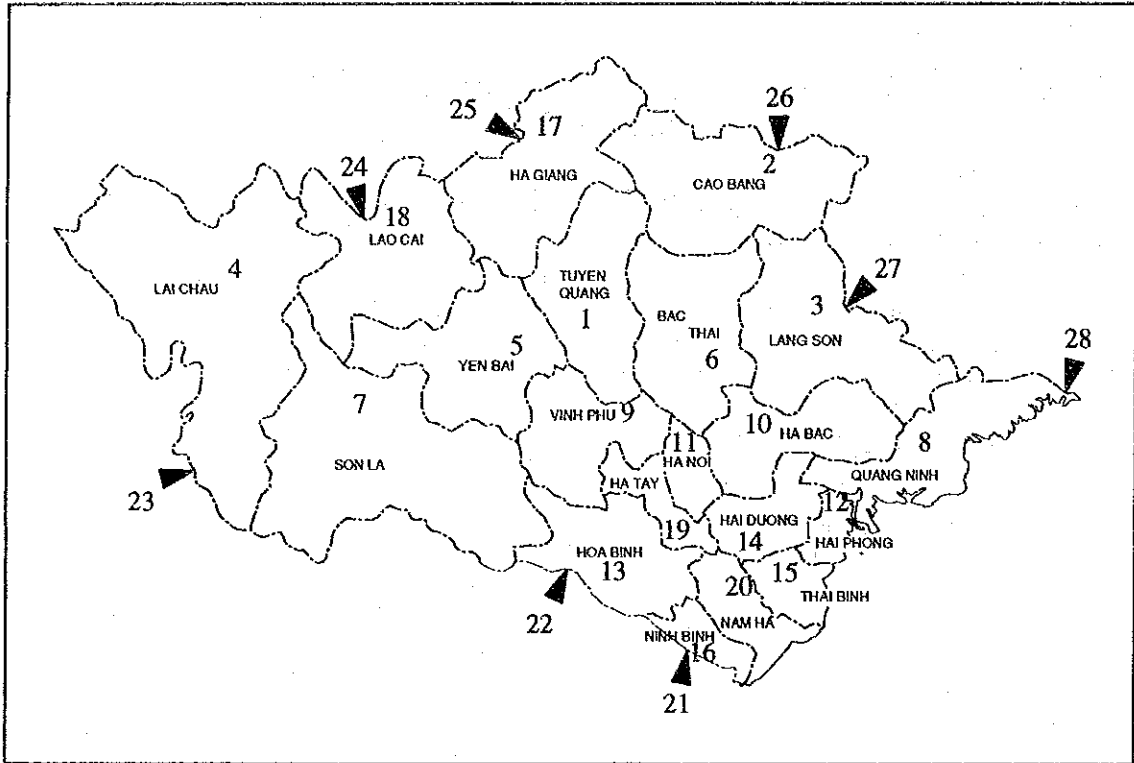 26
25
17
2
HA GIANG
CAO BANG
24
18
LAO CAI
4
LAI CHAU
27
TUYEN
QUANG
3
BAC
THAI
LANG SON
1
28
5
YEN BAI
6
7
VINH PHU
9
10
HA BAC
8
11
HA NOI
SON LA
QUANG NINH
23
HA TAY
12
19
HAI DUONG
14
HAI PHONG
HOA BINH
13
15
20
THAI BINH
22
NAM HA
NINH BINH
16
21